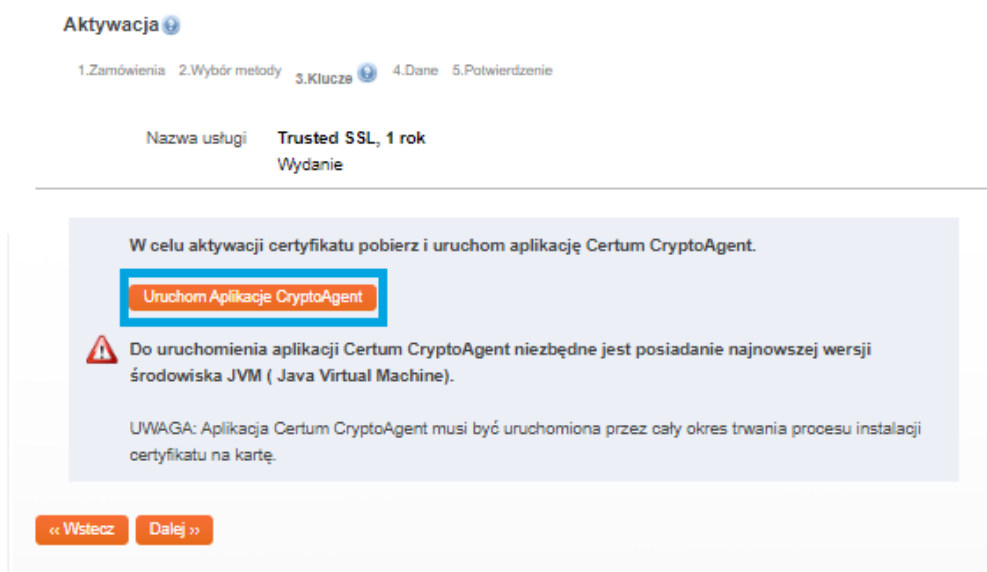 Aktywacja
1.Zamówienia 2.Wybór metody 3.Klucze 4.Dane 5.Potwierdzenie
Nazwa usługi Trusted SSL, 1 rok
Wydanie
W celu aktywacji certyfikatu pobierz i uruchom aplikację Certum CryptoAgent.
Uruchom Aplikacje CryptoAgent
Do uruchomienia aplikacji Certum CryptoAgent niezbędne jest posiadanie najnowszej wersji
środowiska JVM ( Java Virtual Machine).
UWAGA: Aplikacja Certum CryptoAgent musi być uruchomiona przez cały okres trwania procesu instalacji
certyfikatu na kartę.
‹‹ Wstecz Dalej ››